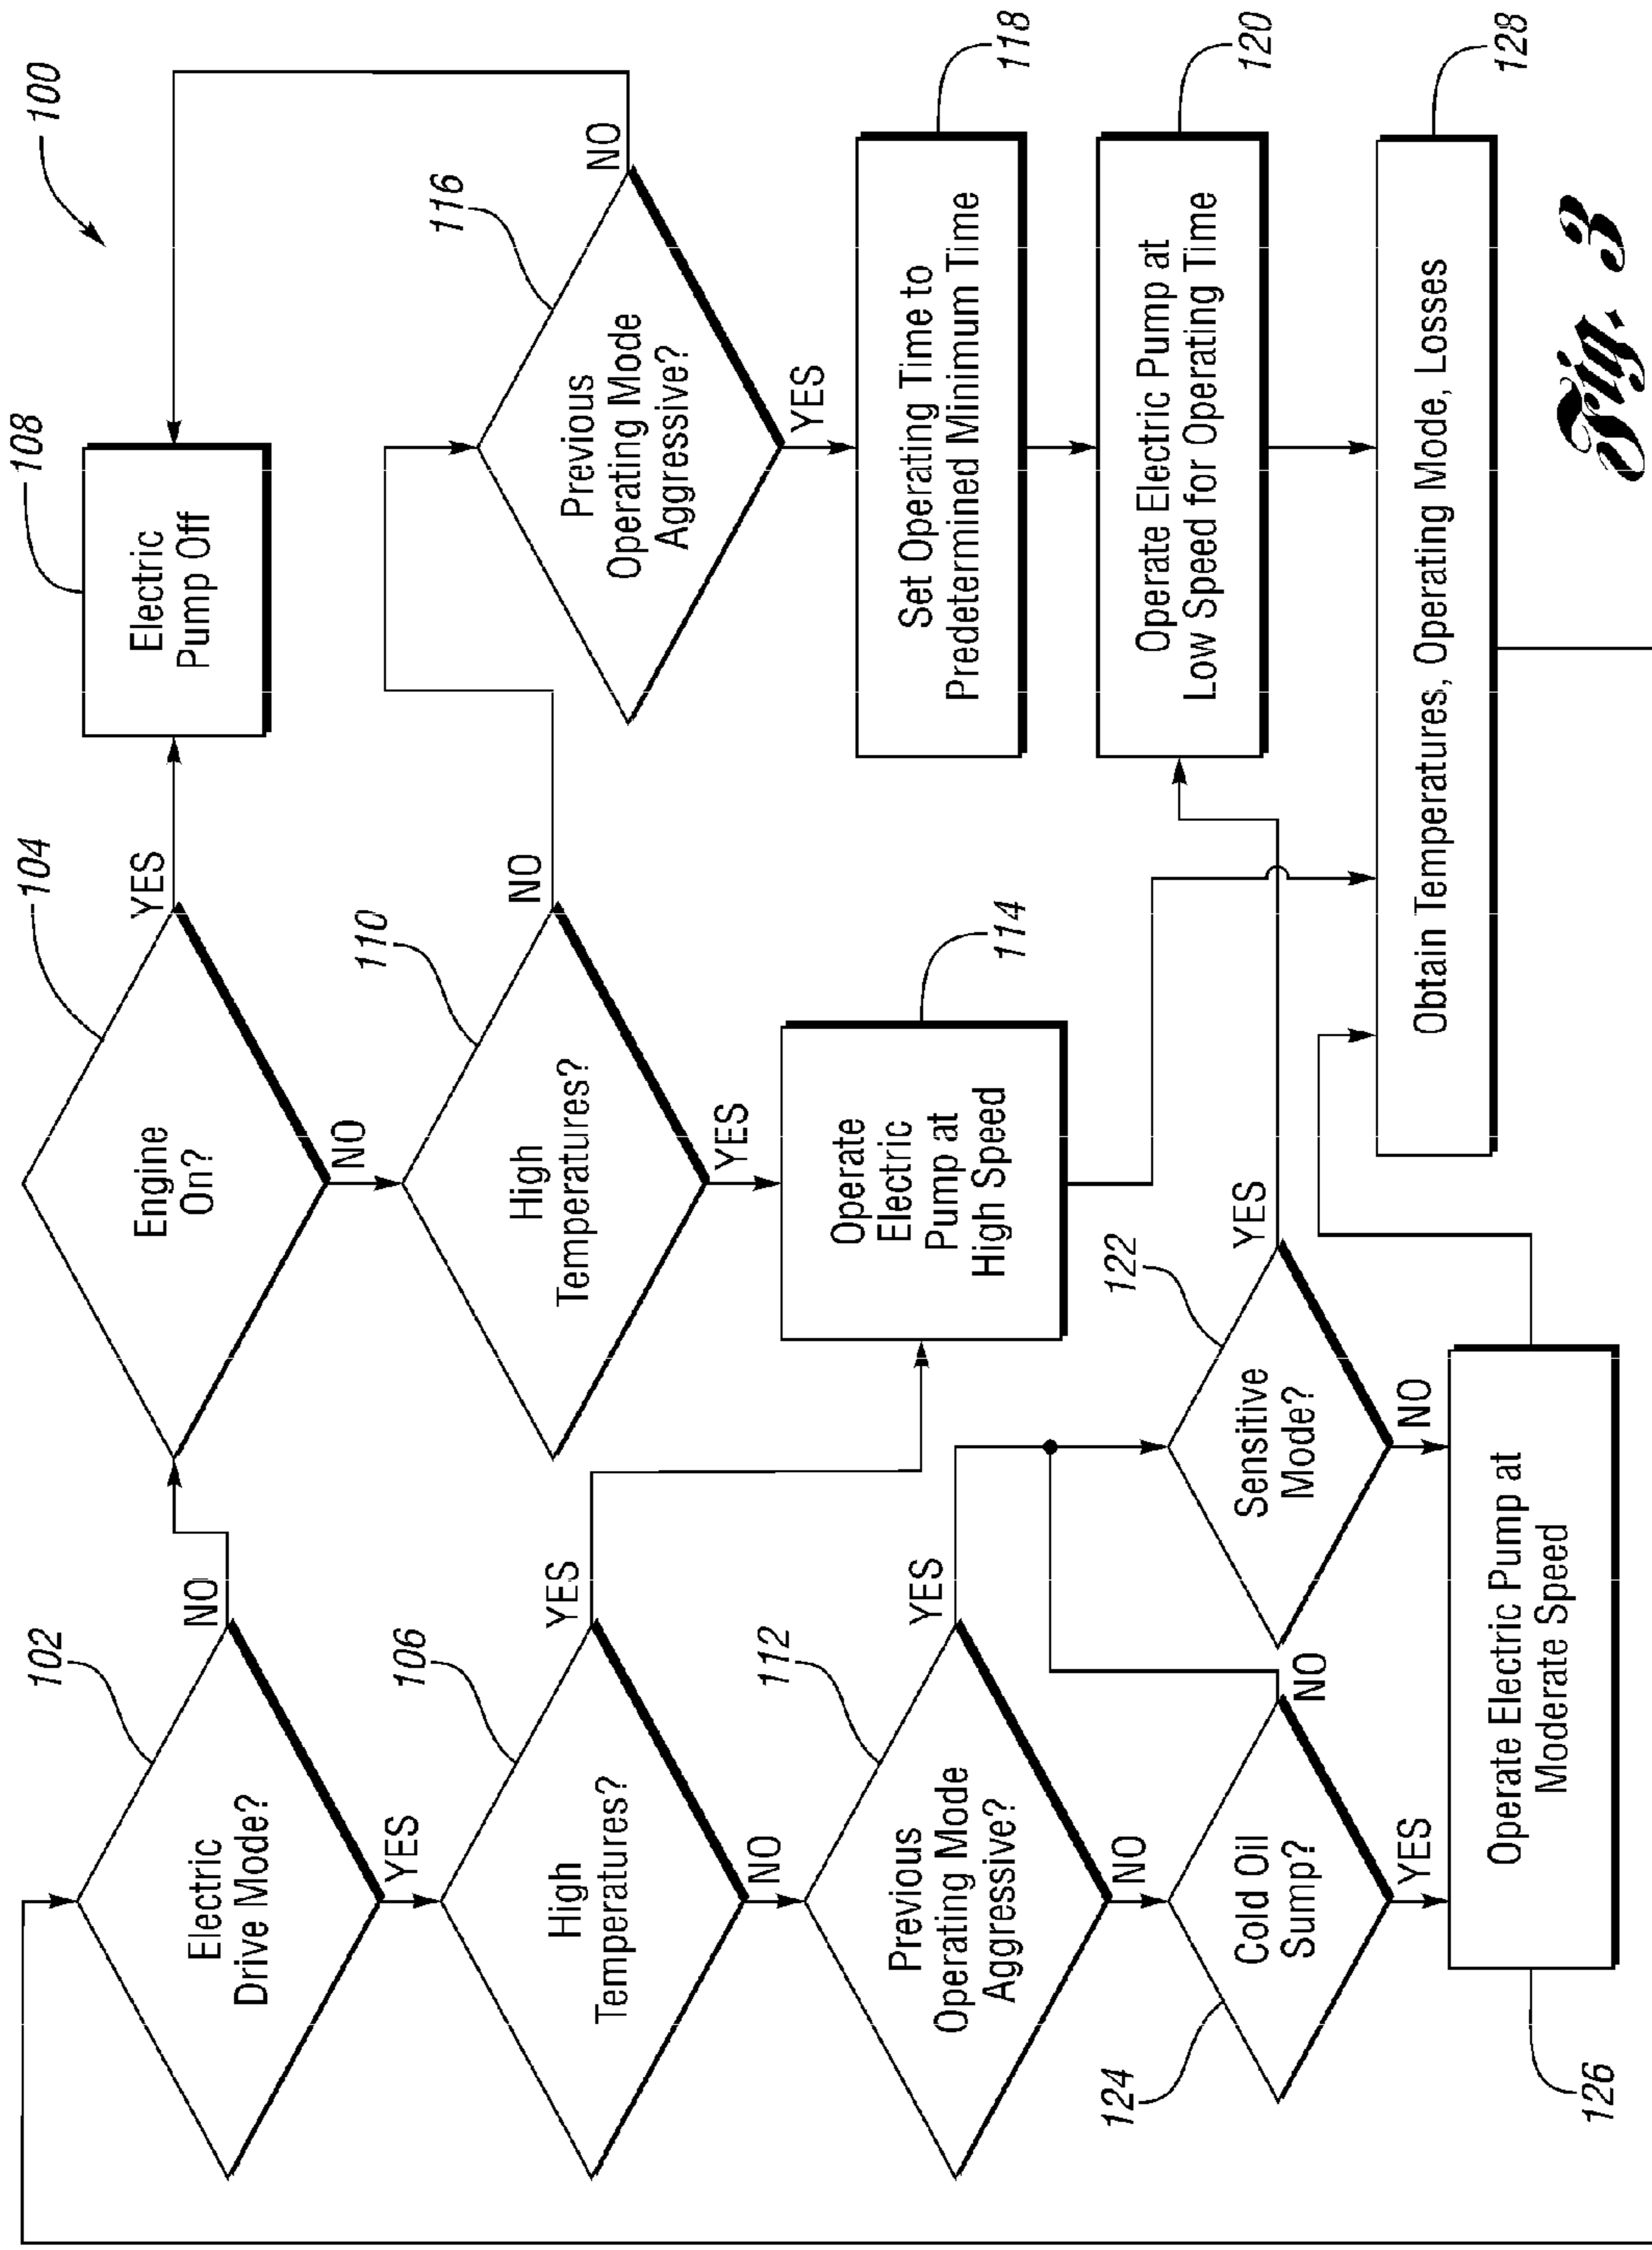 100
102
Electric
Drive Mode?
NO
YES
104
Engine
On?
YES
NO
108
Electric
Pump Off
106
High
Temperatures?
YES
NO
110
High
Temperatures?
NO
YES
116
Previous
Operating Mode
Aggressive?
NO
YES
112
Previous
Operating Mode
Aggressive?
YES
NO
114
Operate
Electric
Pump at
High Speed
118
Set Operating Time to
Predetermined Minimum Time
120
Operate Electric Pump at
Low Speed for Operating Time
124
Cold Oil
Sump?
NO
YES
122
Sensitive
Mode?
YES
NO
126
Operate Electric Pump at
Moderate Speed
128
Obtain Temperatures, Operating Mode, Losses
Fig. 3